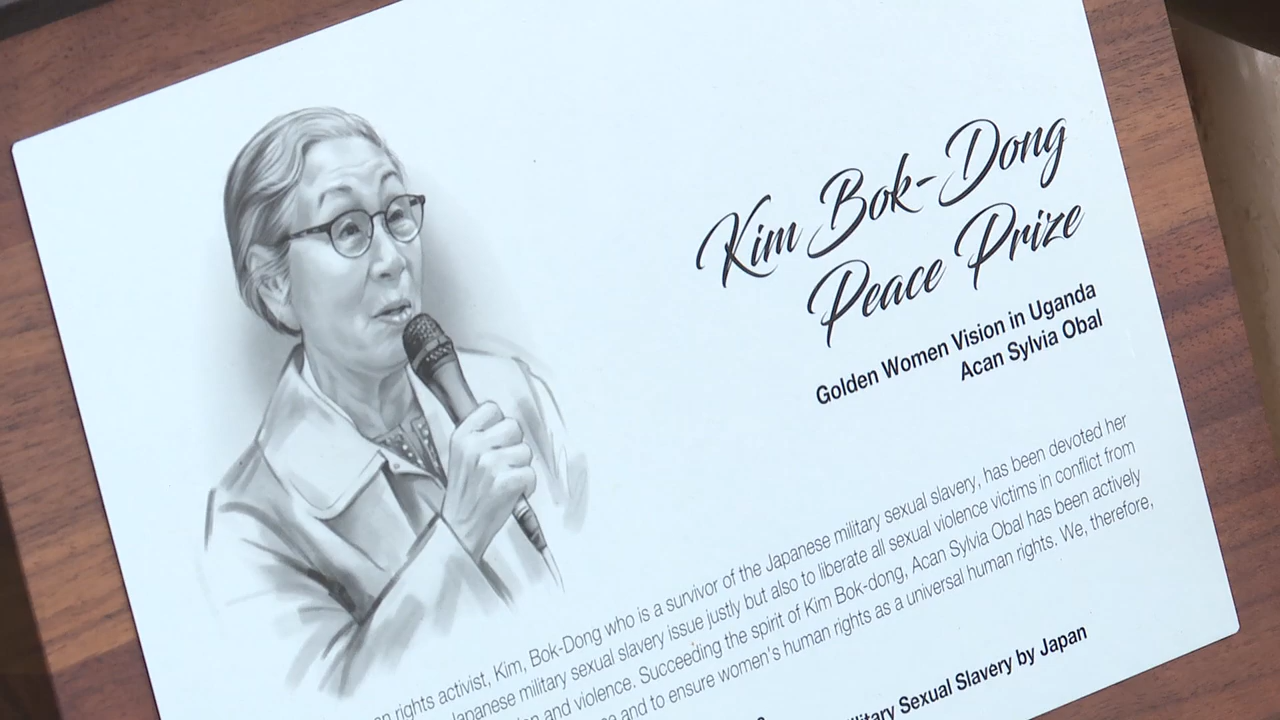 Kim Bok-Dong
Peace Prize
Golden Women Vision in Uganda
Acan Sylvia Obal
rights activist, Kim, Bok-Dong who is a survivor of the Japanese military sexual slavery, has been devoted her
Japanese military sexual slavery issue justly but also to liberate all sexual violence victims in conflict from
and violence. Succeeding the spirit of Kim Bok-dong, Acan Sylvia Obal has been actively
and to ensure women's human rights as a universal human rights. We, therefore,
Sexual Slavery by Japan